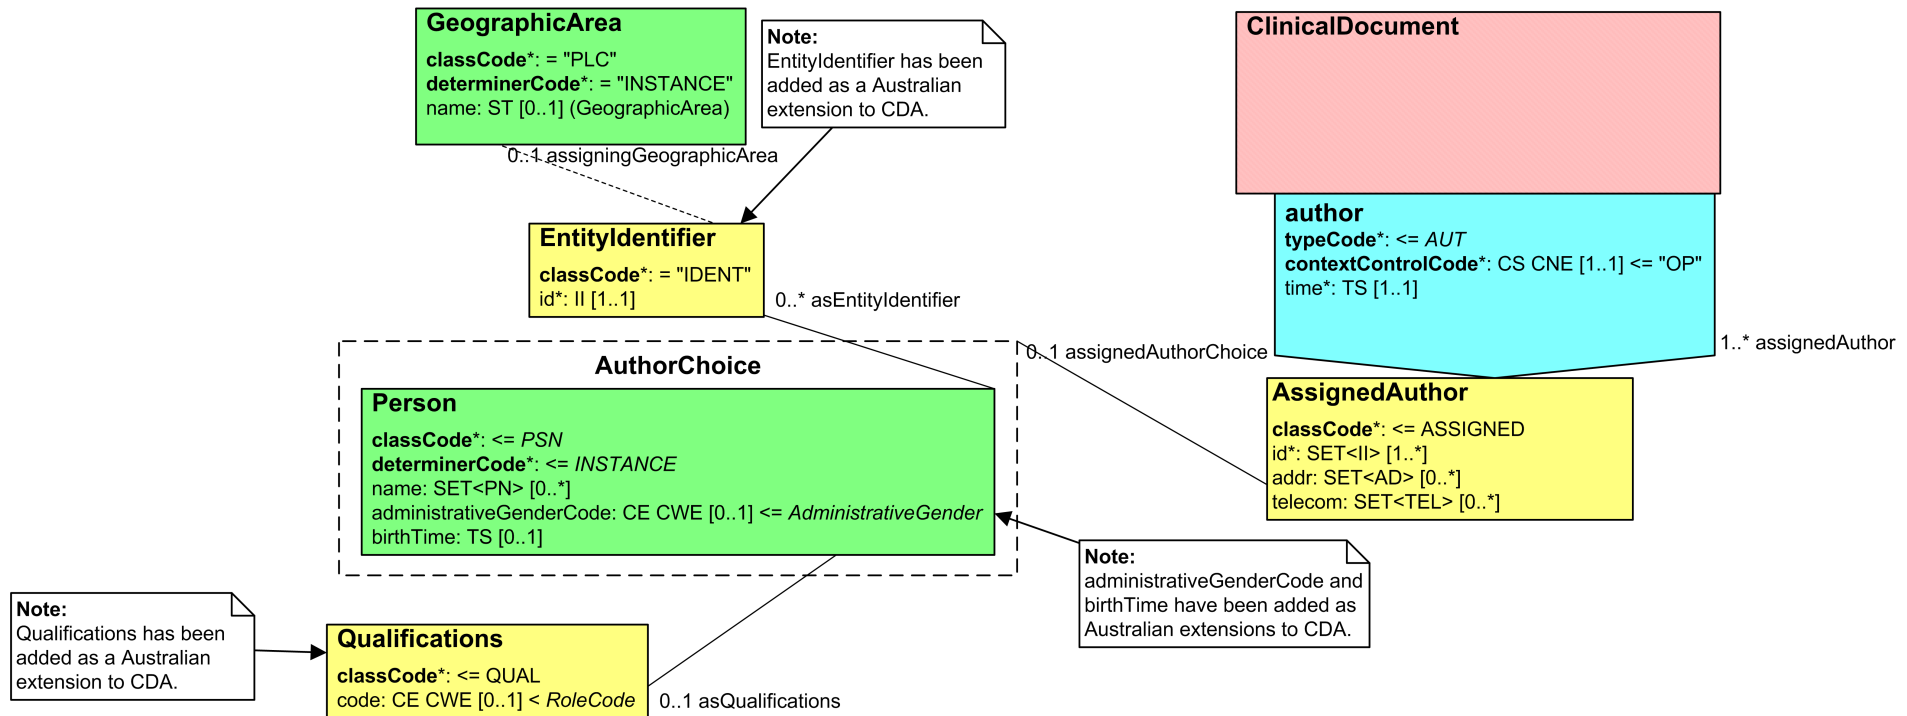 GeographicArea
classCode*: = "PLC"
determinerCode*: = "INSTANCE"
name: ST [0..1] (GeographicArea)
Note:
EntityIdentifier has been
added as a Australian
extension to CDA.
ClinicalDocument
0..1 assigningGeographicArea
author
typeCode*: <= AUT
contextControlCode*: CS CNE [1..1] <= "OP"
time*: TS [1..1]
EntityIdentifier
classCode*: = "IDENT"
id*: II [1..1]
0..* asEntityIdentifier
0..1 assignedAuthorChoice
1..* assignedAuthor
AuthorChoice
Person
classCode*: <= PSN
determinerCode*: <= INSTANCE
name: SET<PN> [0..*]
administrativeGenderCode: CE CWE [0..1] <= AdministrativeGender
birthTime: TS [0..1]
AssignedAuthor
classCode*: <= ASSIGNED
id*: SET<II> [1..*]
addr: SET<AD> [0..*]
telecom: SET<TEL> [0..*]
Note:
administrativeGenderCode and
birthTime have been added as
Australian extensions to CDA.
Note:
Qualifications has been
added as a Australian
extension to CDA.
Qualifications
classCode*: <= QUAL
code: CE CWE [0..1] < RoleCode
0..1 asQualifications